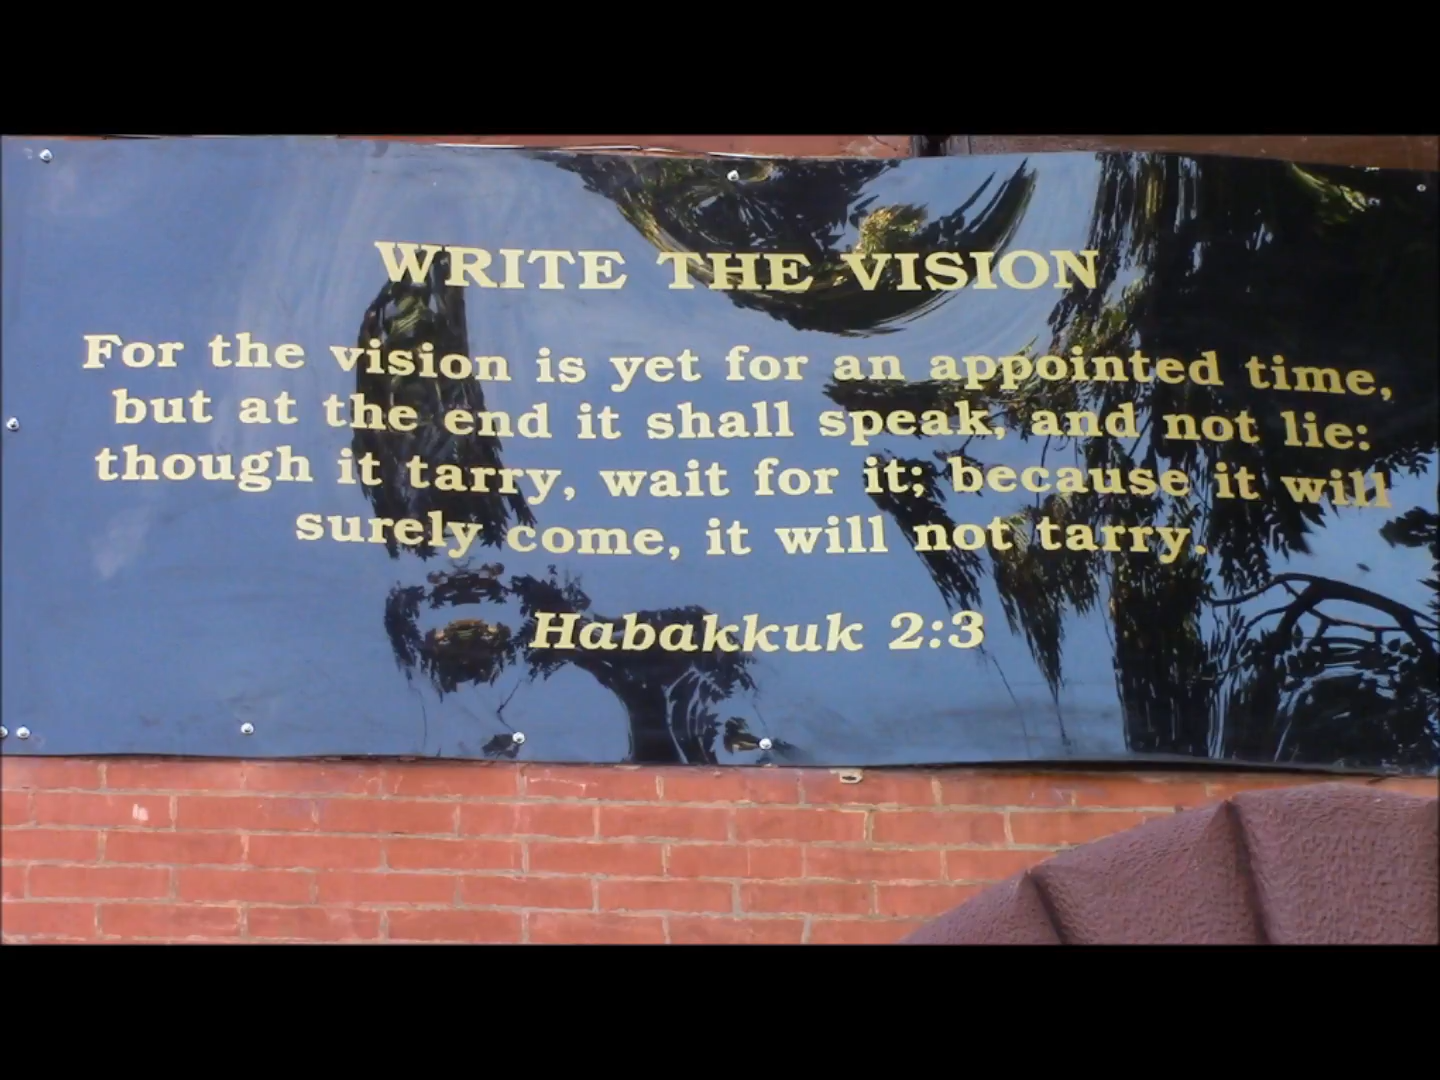 WRITE THE VISION
For the vision is yet for an appointed time,
but at the end it shall speak, and not lie:
though it tarry, wait for it; because it will
surely come, it will not tarry.
Habakkuk 2:3